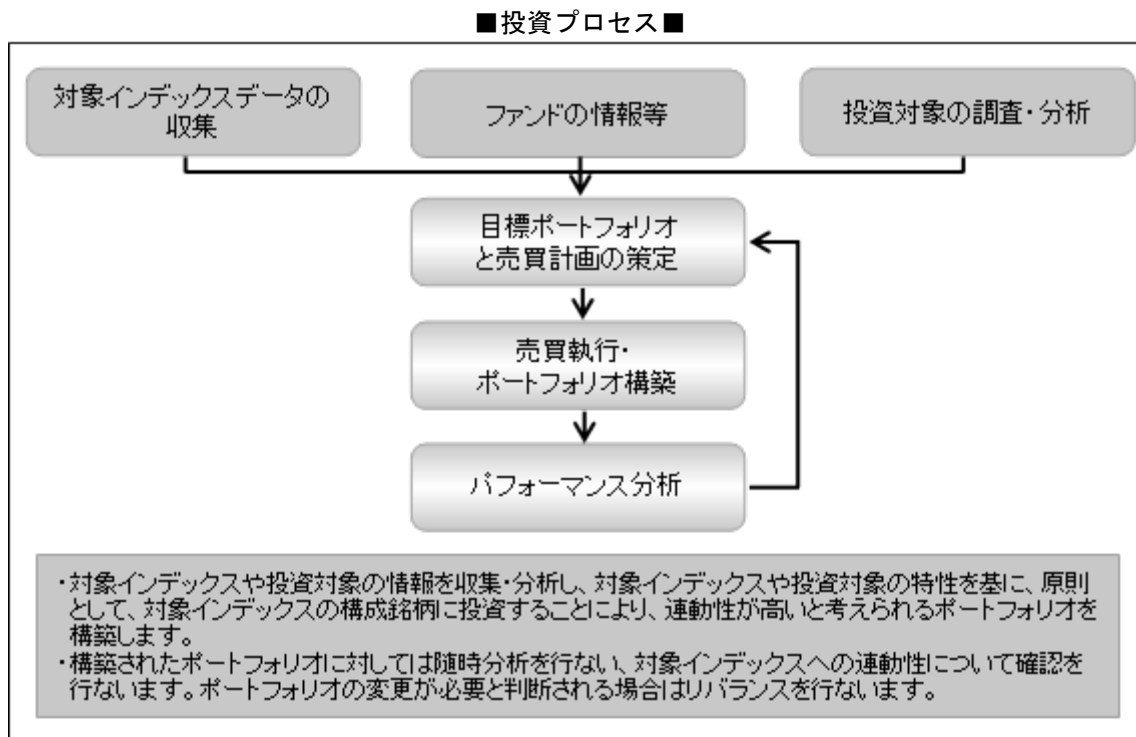 ■投資プロセス■
対象インデックスデータの
収集
ファンドの情報等
投資対象の調査・分析
目標ポートフォリオ
と売買計画の策定
売買執行・
ポートフォリオ構築
パフォーマンス分析
・対象インデックスや投資対象の情報を収集・分析し、対象インデックスや投資対象の特性を基に、原則
として、対象インデックスの構成銘柄に投資することにより、連動性が高いと考えられるポートフォリオを
構築します。
・構築されたポートフォリオに対しては随時分析を行ない、対象インデックスへの連動性について確認を
行ないます。ポートフォリオの変更が必要と判断される場合はリバランスを行ないます。